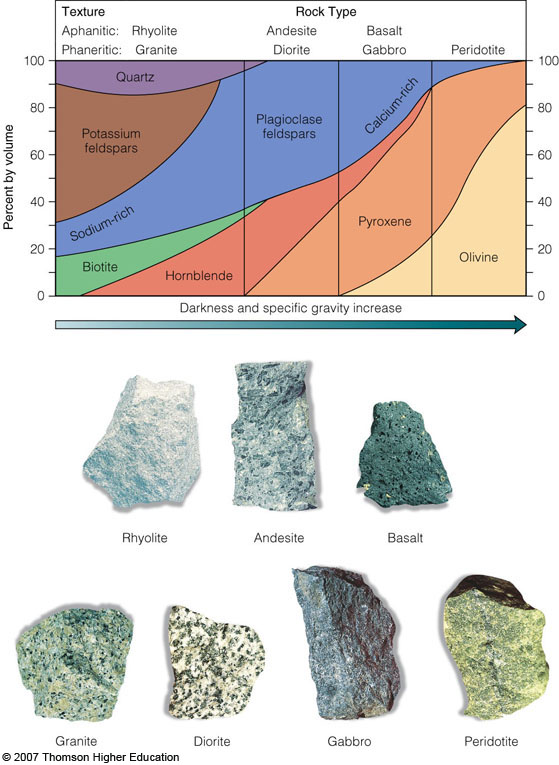 Texture Rock Type
Aphanitic: Rhyolite Andesite Basalt
Phaneritic: Granite Diorite Gabbro Peridotite
100 100
Quartz
Calcium-rich
80 80
Potassium
feldspars
Plagioclase
feldspars
60 60
Percent by volume
40 40
Sodium-rich
Pyroxene
20 20
Biotite
Hornblende
Olivine
0 0
Darkness and specific gravity increase
Rhyolite Andesite Basalt
Granite Diorite Gabbro Peridotite
© 2007 Thomson Higher Education